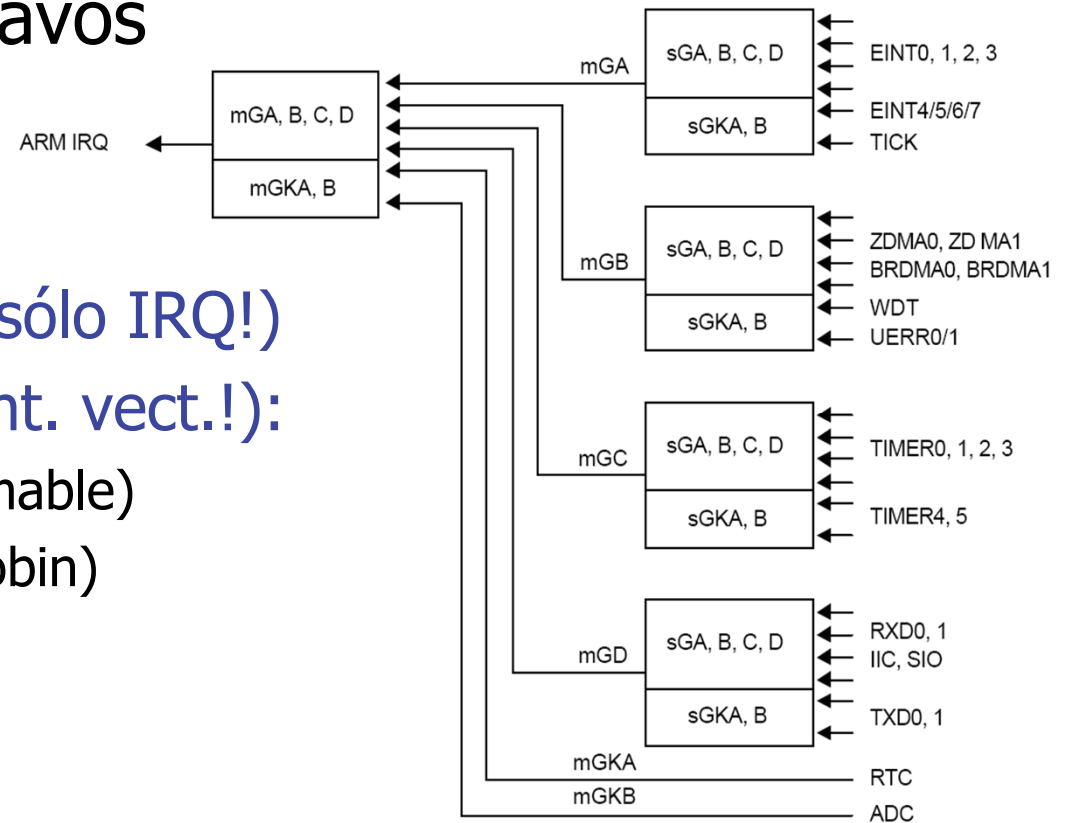 avos
sólo IRQ!)
nt. vect.!):
nable)
obin)
ARM IRQ
mGA, B, C, D
mGKA, B
mGA
sGA, B, C, D
sGKA, B
EINT0, 1, 2, 3
EINT4/5/6/7
TICK
mGB
sGA, B, C, D
sGKA, B
ZDMA0, ZD MA1
BRDMA0, BRDMA1
WDT
UERR0/1
mGC
sGA, B, C, D
sGKA, B
TIMER0, 1, 2, 3
TIMER4, 5
mGD
sGA, B, C, D
sGKA, B
RXD0, 1
IIC, SIO
TXD0, 1
mGKA
RTC
mGKB
ADC